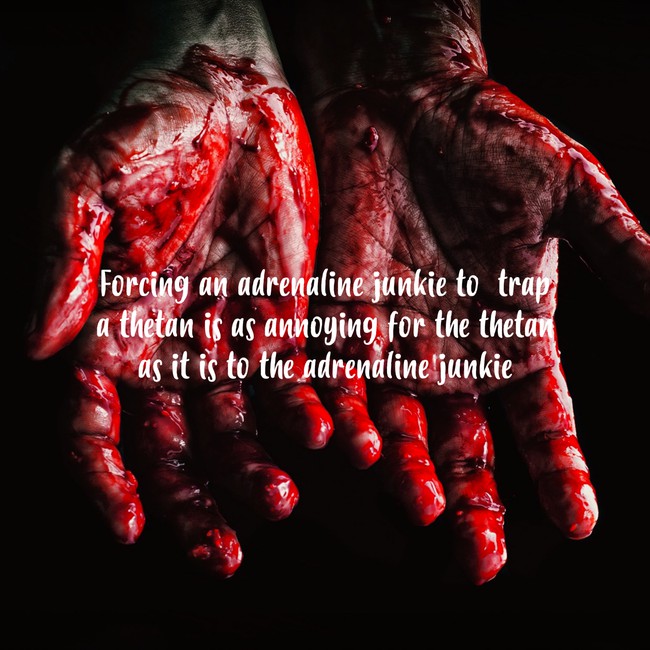 Forcing an adrenaline junkie to trap
a thetan is as annoying for the thetan
as it is to the adrenaline junkie